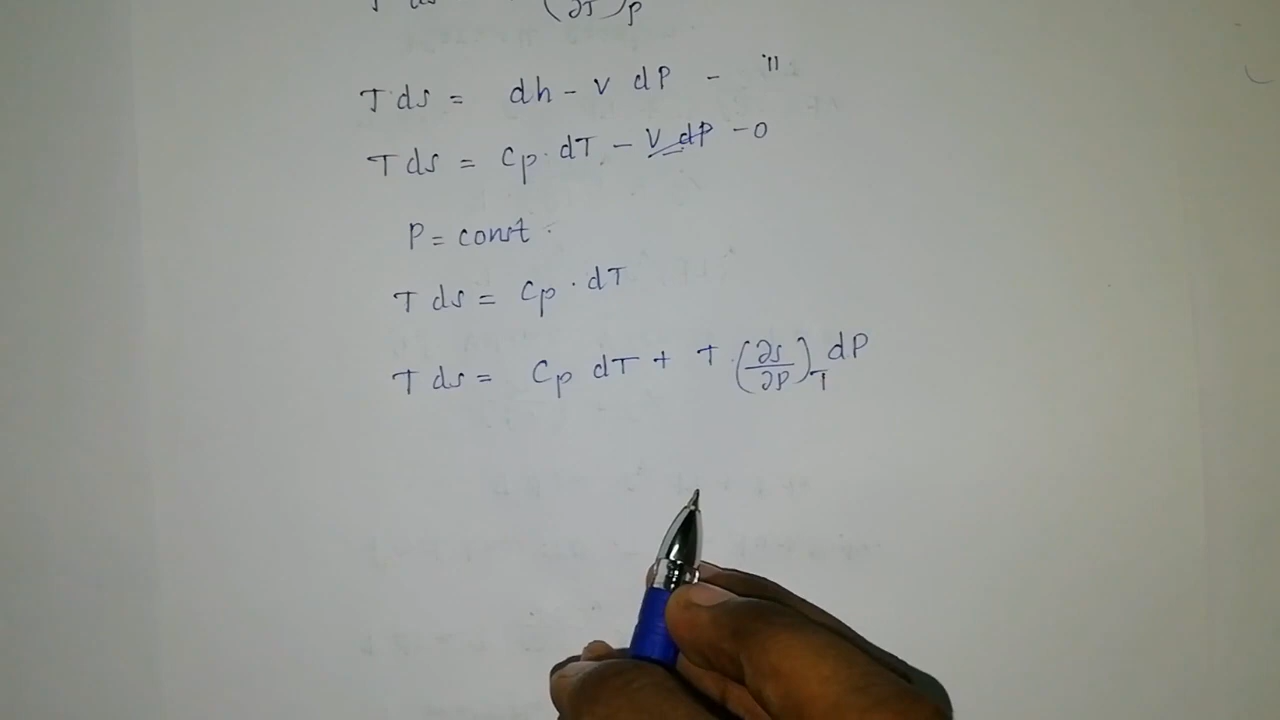 (∂T)p
T ds = dh - v dP - "
T ds = Cp. dT - v dP - 0
P = const.
T ds = Cp . dT
T ds = Cp dT + T (∂s/∂P)T dP